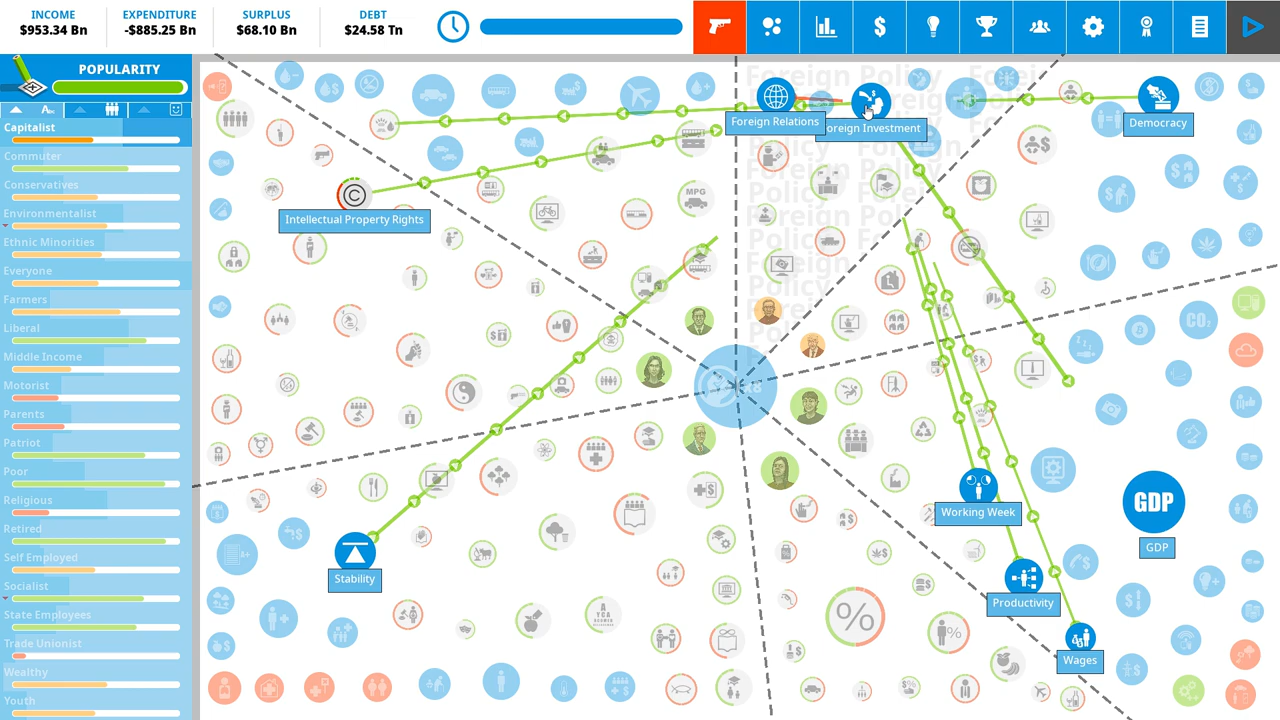 INCOME
$953.34 Bn
EXPENDITURE
-$885.25 Bn
SURPLUS
$68.10 Bn
DEBT
$24.58 Tn
POPULARITY
Capitalist
Commuter
Conservatives
Environmentalist
Ethnic Minorities
Everyone
Farmers
Liberal
Middle Income
Motorist
Parents
Patriot
Poor
Religious
Retired
Self Employed
Socialist
State Employees
Trade Unionist
Wealthy
Youth
Foreign Policy
Foreign Relations
oreign Investment
Democracy
Intellectual Property Rights
MPG
CO2
Working Week
GDP
GDP
Stability
Productivity
Wages